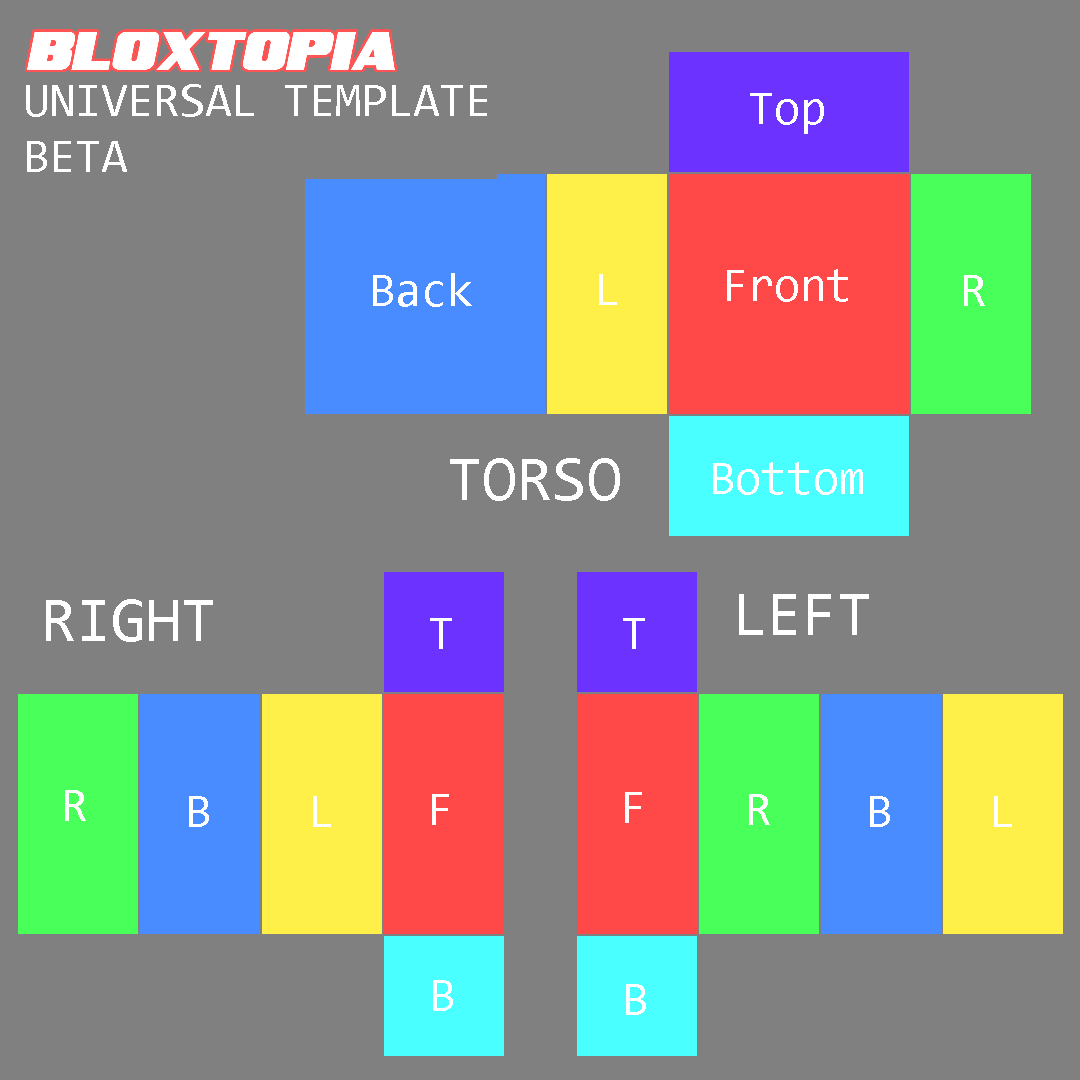 BLOXTOPIA
UNIVERSAL TEMPLATE
BETA
Top
Back L Front R
TORSO
Bottom
RIGHT
LEFT
T T
R B L F F R B L
B B